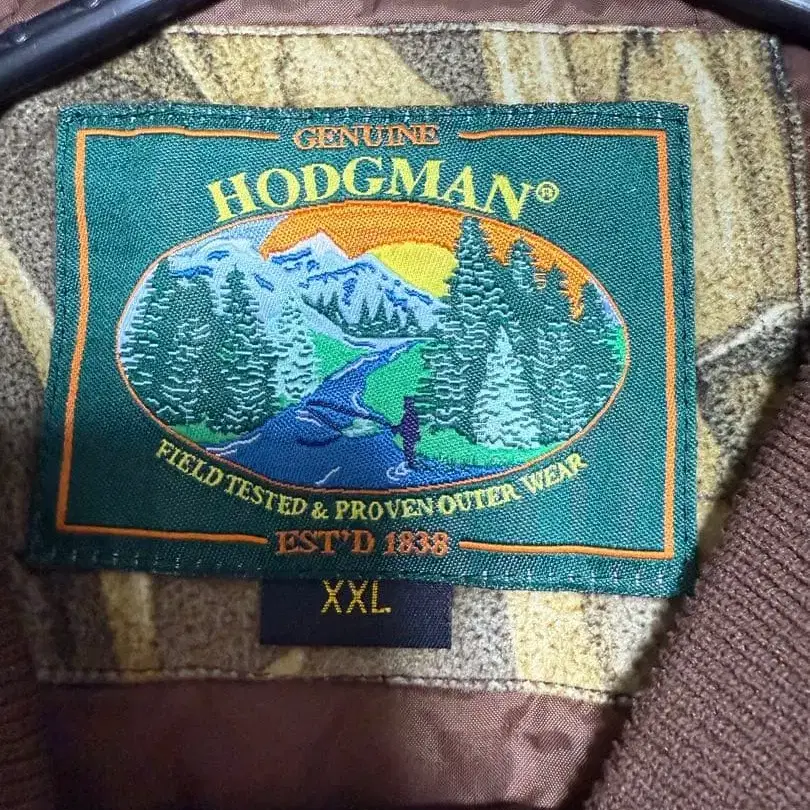 GENUINE
HODGMAN®
FIELD TESTED & PROVEN OUTER WEAR
EST'D 1838
XXL